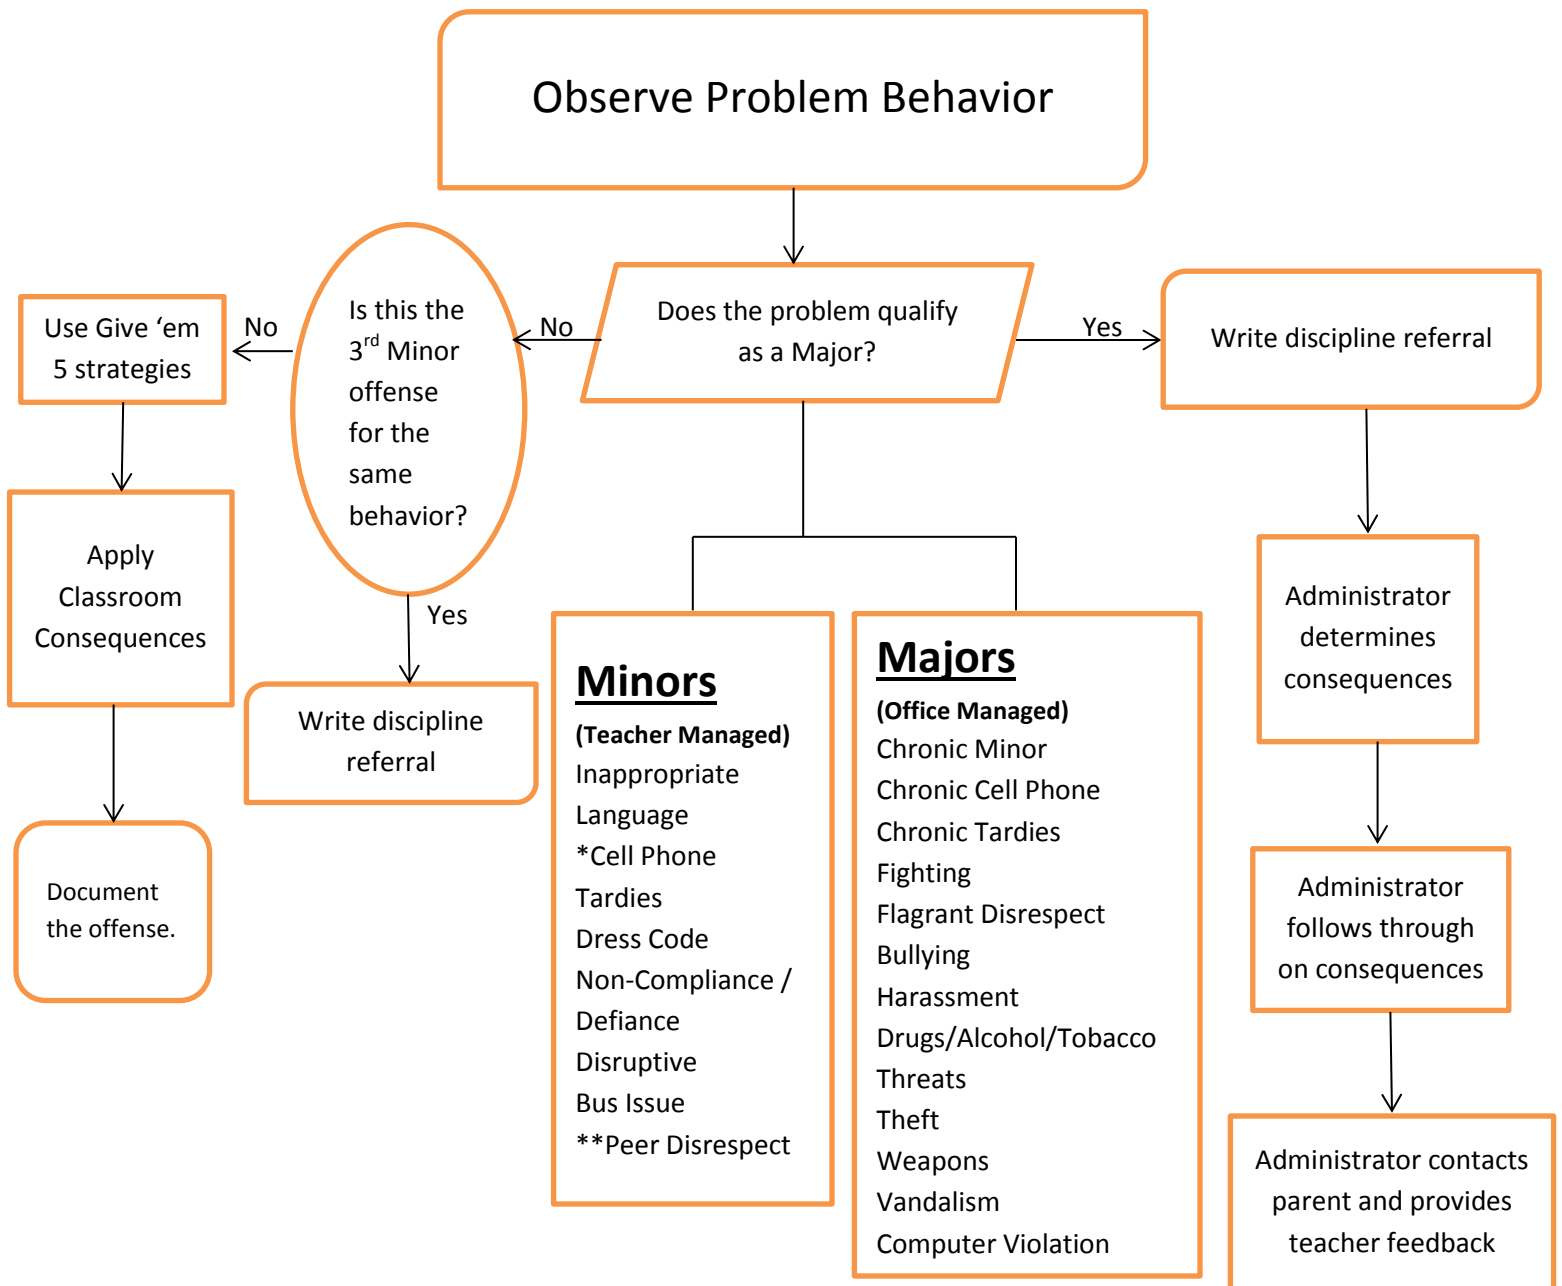 Observe Problem Behavior
Does the problem qualify
as a Major?
Yes
Write discipline referral
Administrator
determines
consequences
Administrator
follows through
on consequences
Administrator contacts
parent and provides
teacher feedback
No
Is this the
3rd Minor
offense
for the
same
behavior?
Yes
Write discipline
referral
No
Use Give ‘em
5 strategies
Apply
Classroom
Consequences
Document
the offense.
Minors
(Teacher Managed)
Inappropriate
Language
*Cell Phone
Tardies
Dress Code
Non-Compliance /
Defiance
Disruptive
Bus Issue
**Peer Disrespect
Majors
(Office Managed)
Chronic Minor
Chronic Cell Phone
Chronic Tardies
Fighting
Flagrant Disrespect
Bullying
Harassment
Drugs/Alcohol/Tobacco
Threats
Theft
Weapons
Vandalism
Computer Violation